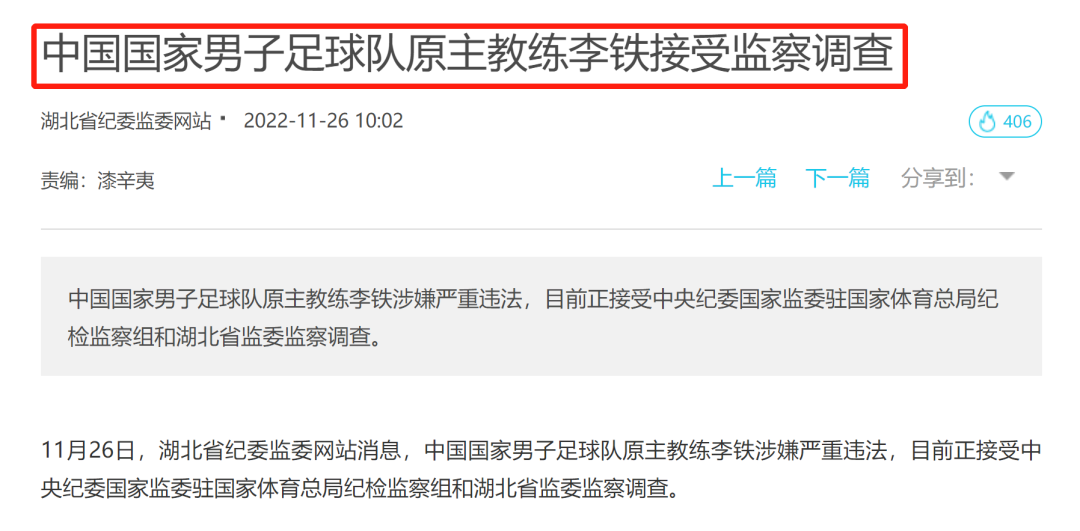 中国国家男子足球队原主教练李铁接受监察调查
湖北省纪委监委网站· 2022-11-26 10:02
406
责编：漆辛夷
上一篇 下一篇 分享到：
中国国家男子足球队原主教练李铁涉嫌严重违法，目前正接受中央纪委国家监委驻国家体育总局纪
检监察组和湖北省监委监察调查。
11月26日，湖北省纪委监委网站消息，中国国家男子足球队原主教练李铁涉嫌严重违法，目前正接受中
央纪委国家监委驻国家体育总局纪检监察组和湖北省监委监察调查。